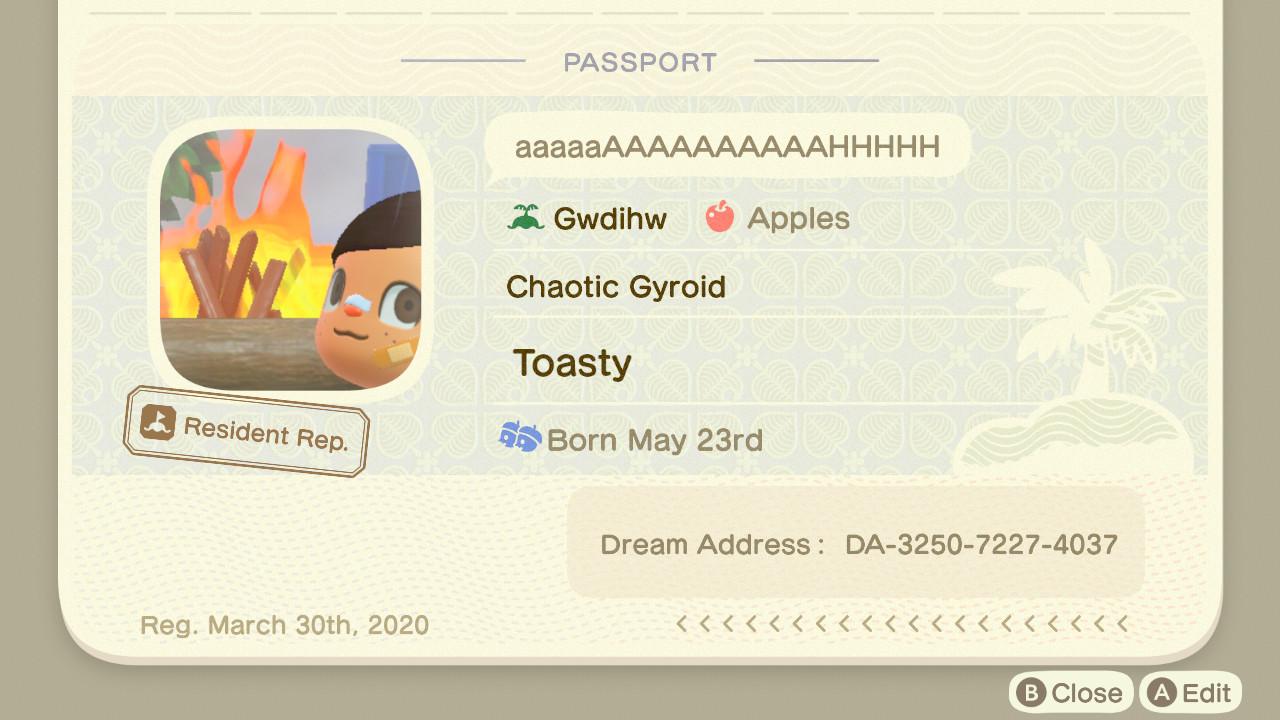 PASSPORT
aaaaaAAAAAAAAAAHHHHH
Gwdihw Apples
Chaotic Gyroid
Toasty
Born May 23rd
Resident Rep.
Dream Address : DA-3250-7227-4037
Reg. March 30th, 2020 < < < < < < < < < < < < < < < < < < < <
B Close A Edit